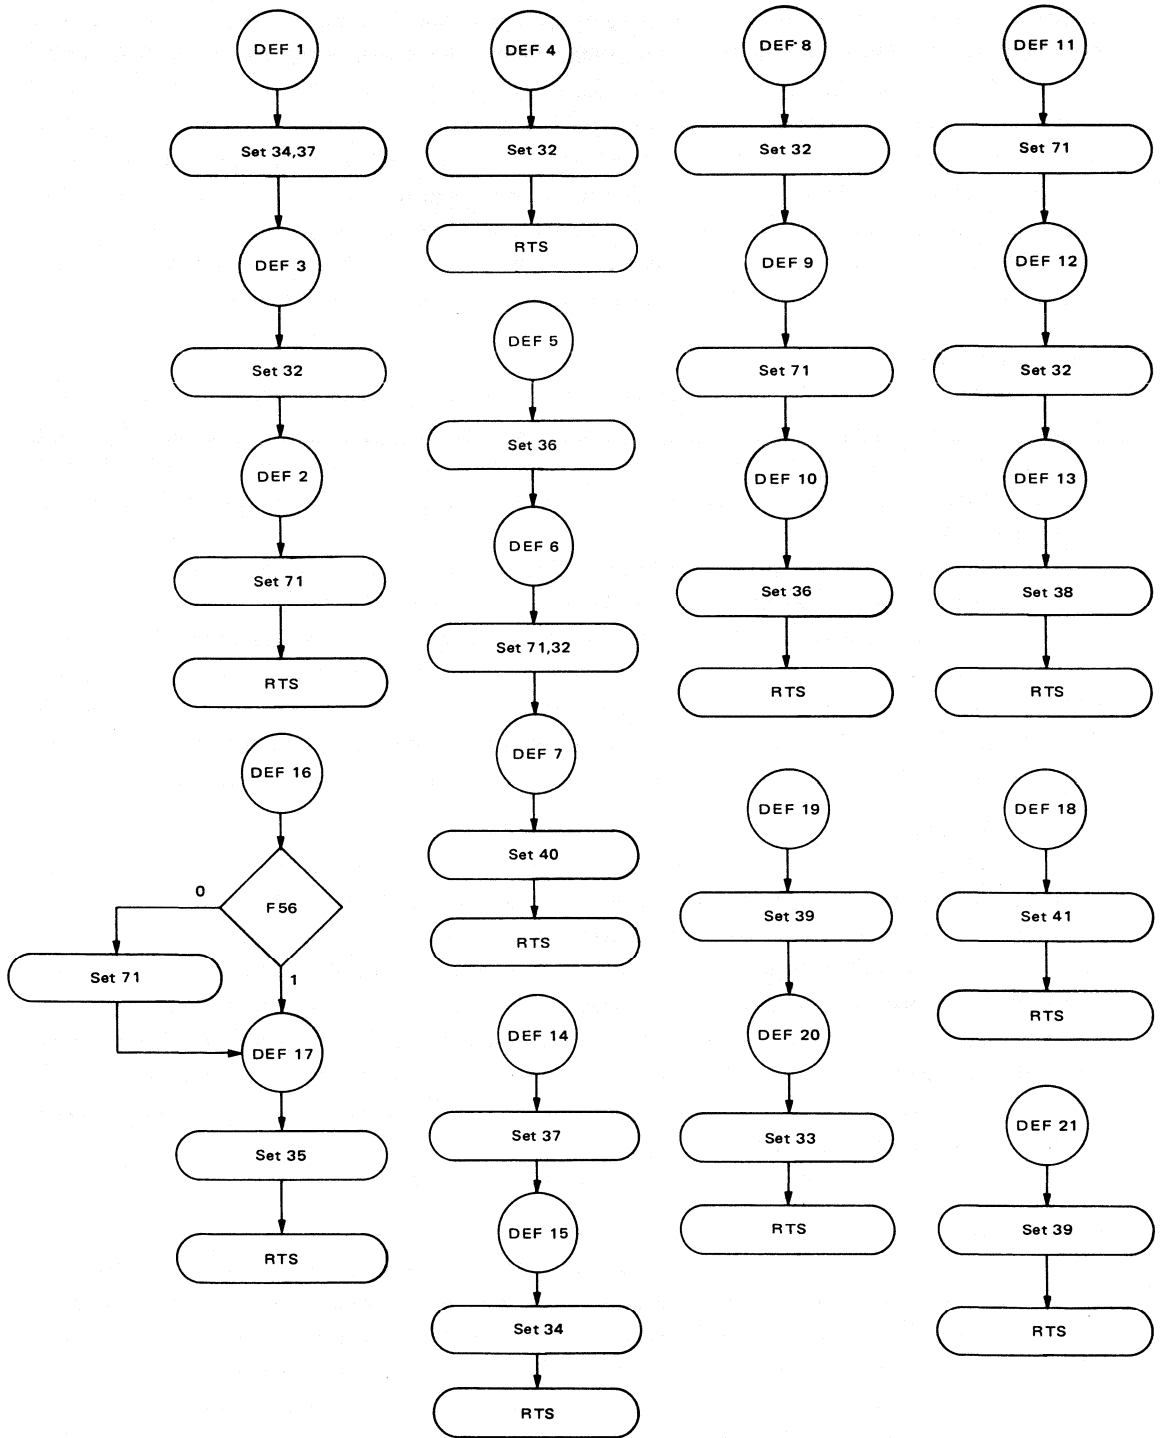 DEF 1
Set 34,37
DEF 3
Set 32
DEF 2
Set 71
RTS
DEF 16
F56
0
1
Set 71
DEF 17
Set 35
RTS
DEF 4
Set 32
RTS
DEF 5
Set 36
DEF 6
Set 71,32
DEF 7
Set 40
RTS
DEF 14
Set 37
DEF 15
Set 34
RTS
DEF 8
Set 32
DEF 9
Set 71
DEF 10
Set 36
RTS
DEF 19
Set 39
DEF 20
Set 33
RTS
DEF 11
Set 71
DEF 12
Set 32
DEF 13
Set 38
RTS
DEF 18
Set 41
RTS
DEF 21
Set 39
RTS